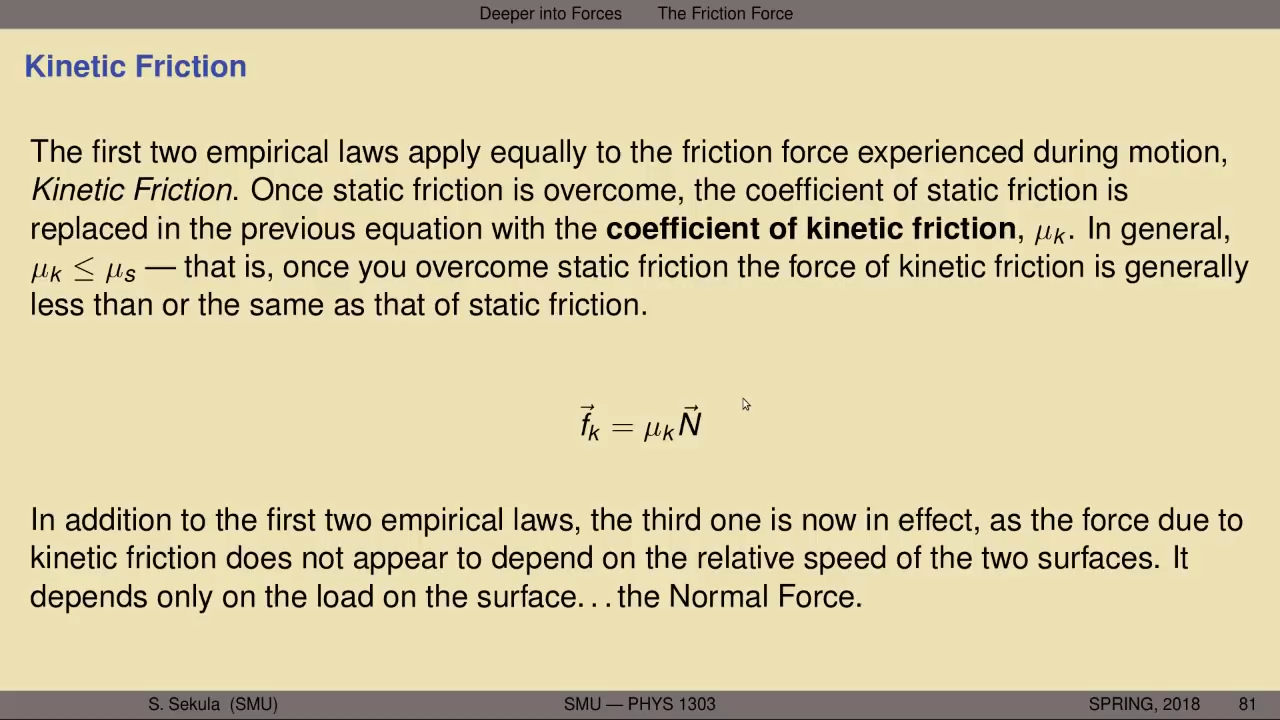 Deeper into Forces The Friction Force
Kinetic Friction
The first two empirical laws apply equally to the friction force experienced during motion,
Kinetic Friction. Once static friction is overcome, the coefficient of static friction is
replaced in the previous equation with the coefficient of kinetic friction, μₖ. In general,
μₖ ≤ μₛ — that is, once you overcome static friction the force of kinetic friction is generally
less than or the same as that of static friction.
f⃗ₖ = μₖN⃗
In addition to the first two empirical laws, the third one is now in effect, as the force due to
kinetic friction does not appear to depend on the relative speed of the two surfaces. It
depends only on the load on the surface. . . the Normal Force.
S. Sekula (SMU) SMU — PHYS 1303 SPRING, 2018 81